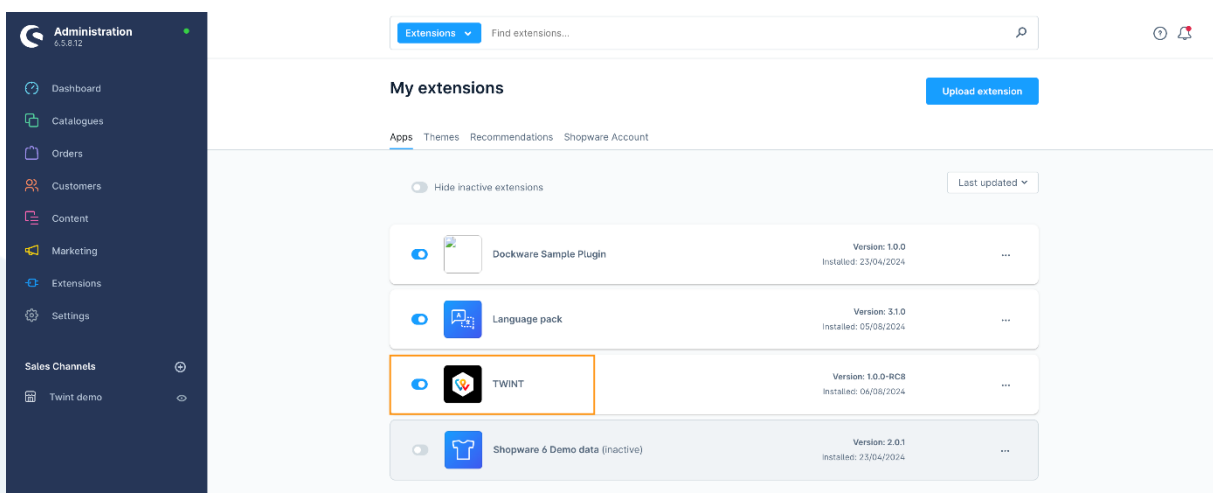 Administration
6.5.8.12
Dashboard
Catalogues
Orders
Customers
Content
Marketing
Extensions
Settings
Sales Channels
Twint demo
Extensions
Find extensions...
My extensions
Upload extension
Apps Themes Recommendations Shopware Account
Hide inactive extensions
Last updated
Dockware Sample Plugin
Version: 1.0.0
Installed: 23/04/2024
Language pack
Version: 3.1.0
Installed: 05/08/2024
TWINT
Version: 1.0.0-RC8
Installed: 06/08/2024
Shopware 6 Demo data (inactive)
Version: 2.0.1
Installed: 23/04/2024